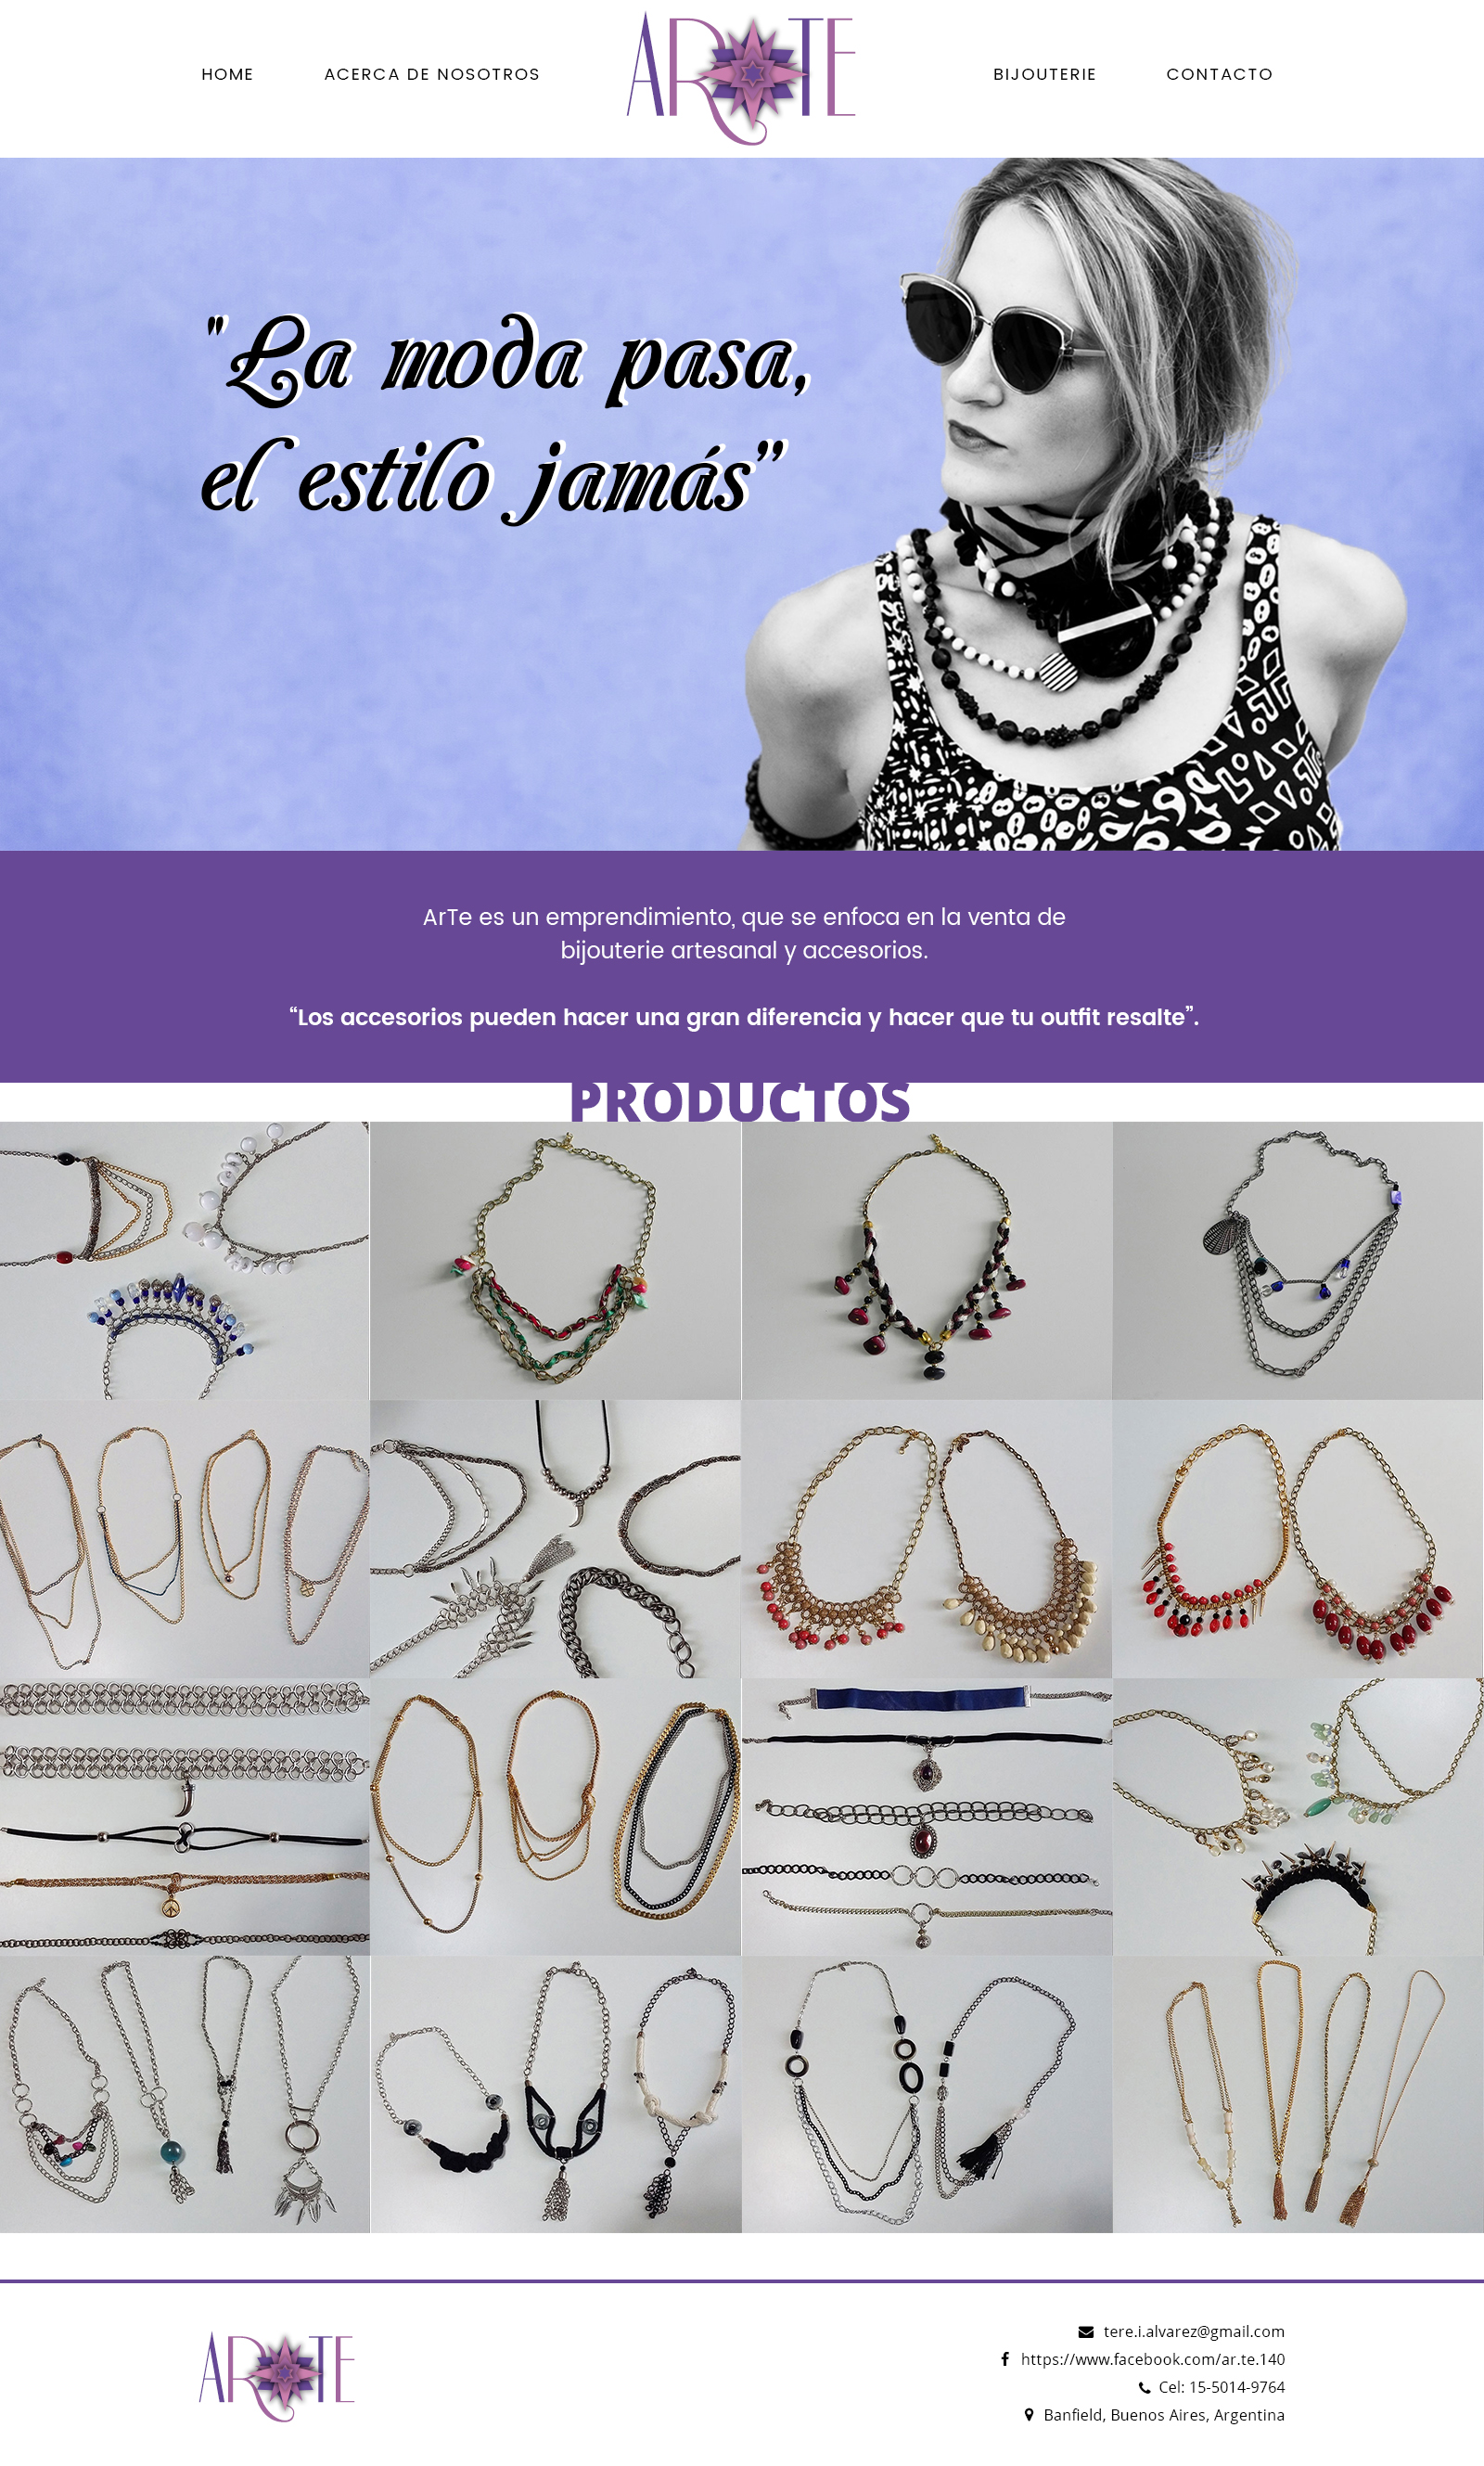 HOME
ACERCA DE NOSOTROS
ARTE
BIJOUTERIE
CONTACTO
"La moda pasa,
el estilo jamás”
ArTe es un emprendimiento, que se enfoca en la venta de
bijouterie artesanal y accesorios.
“Los accesorios pueden hacer una gran diferencia y hacer que tu outfit resalte”.
PRODUCTOS
ARTE
tere.i.alvarez@gmail.com
https://www.facebook.com/ar.te.140
Cel: 15-5014-9764
Banfield, Buenos Aires, Argentina